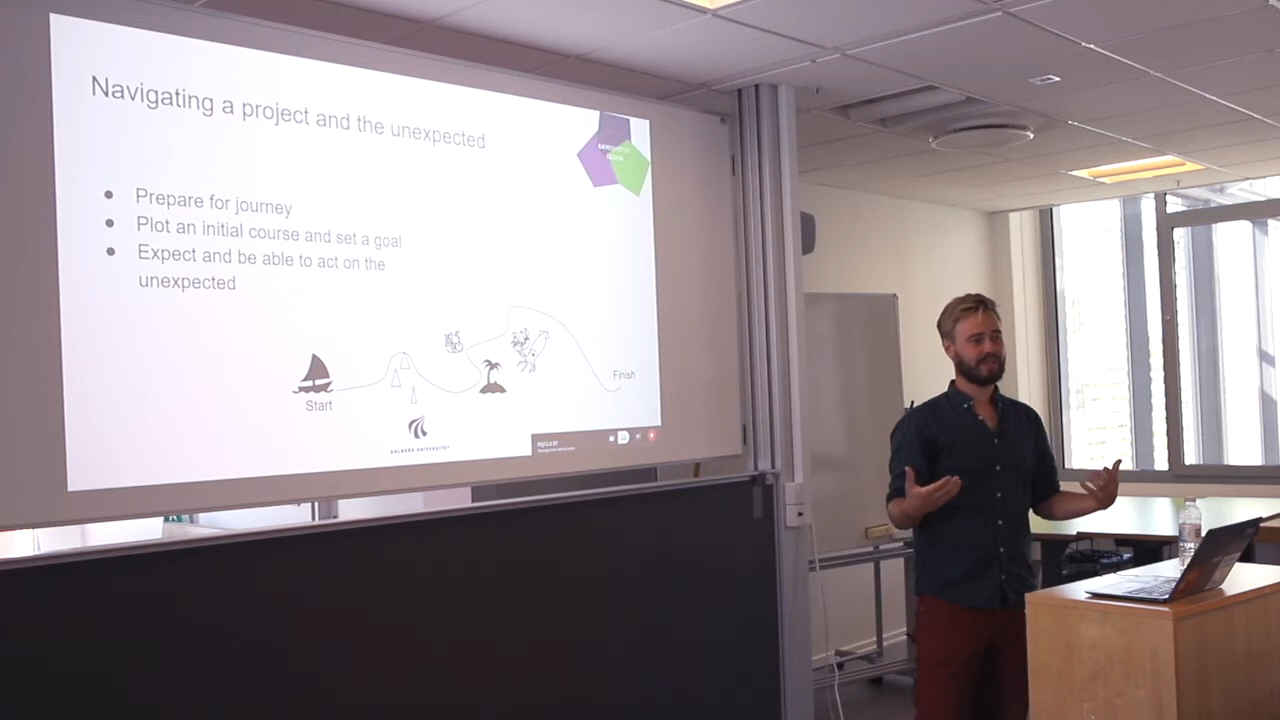 Navigating a project and the unexpected
Prepare for journey
Plot an initial course and set a goal
Expect and be able to act on the
unexpected
Start
Finish
AALBORG UNIVERSITET